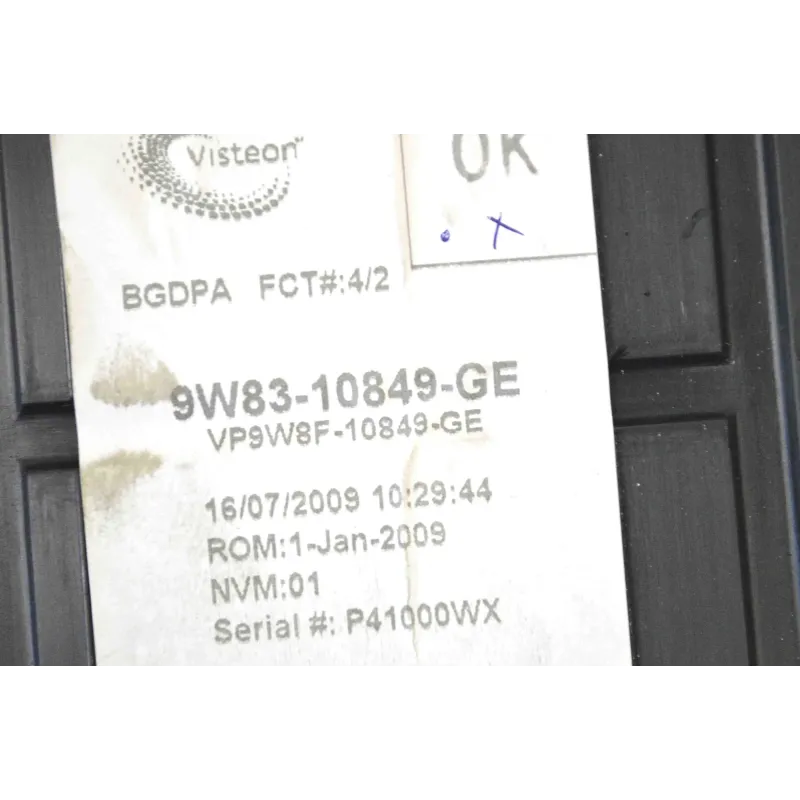 Visteon™
OK
. X
BGDPA FCT#:4/2
9W83-10849-GE
VP9W8F-10849-GE
16/07/2009 10:29:44
ROM:1-Jan-2009
NVM:01
Serial #: P41000WX